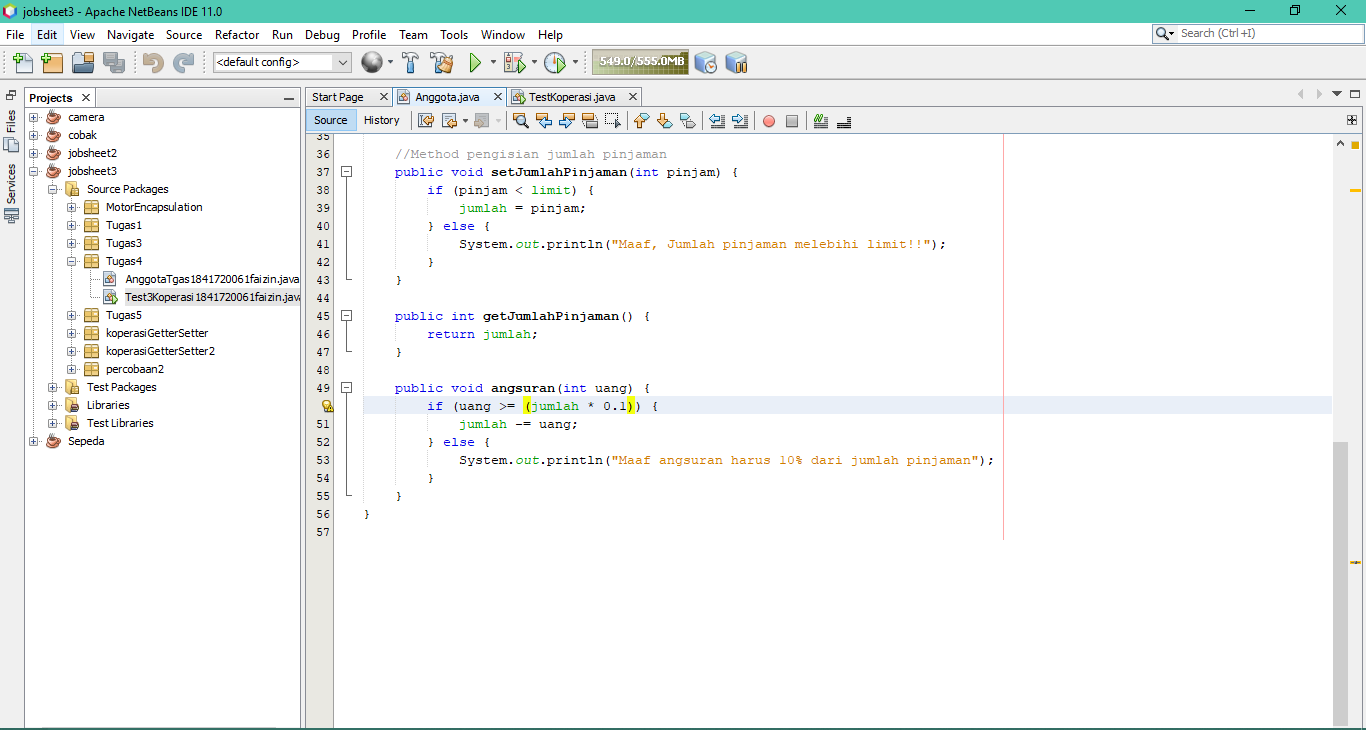 jobsheet3 - Apache NetBeans IDE 11.0
File Edit View Navigate Source Refactor Run Debug Profile Team Tools Window Help
Search (Ctrl+I)
<default config>
549.0/555.0MB
Files
Services
Projects
camera
cobak
jobsheet2
jobsheet3
Source Packages
MotorEncapsulation
Tugas1
Tugas3
Tugas4
AnggotaTgas1841720061faizin.java
Test3Koperasi1841720061faizin.java
Tugas5
koperasiGetterSetter
koperasiGetterSetter2
percobaan2
Test Packages
Libraries
Test Libraries
Sepeda
Start Page Anggota.java TestKoperasi.java
Source History
35
36 //Method pengisian jumlah pinjaman
37 public void setJumlahPinjaman(int pinjam) {
38 if (pinjam < limit) {
39 jumlah = pinjam;
40 } else {
41 System.out.println("Maaf, Jumlah pinjaman melebihi limit!!");
42 }
43 }
44
45 public int getJumlahPinjaman() {
46 return jumlah;
47 }
48
49 public void angsuran(int uang) {
if (uang >= (jumlah * 0.1)) {
51 jumlah -= uang;
52 } else {
53 System.out.println("Maaf angsuran harus 10% dari jumlah pinjaman");
54 }
55 }
56 }
57